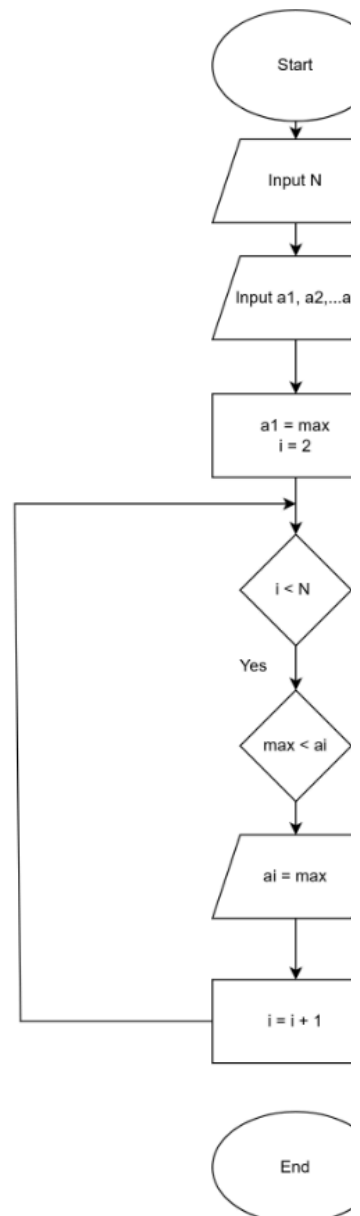 Start
Input N
Input a1, a2,...a
a1 = max
i = 2
i < N
Yes
max < ai
ai = max
i = i + 1
End